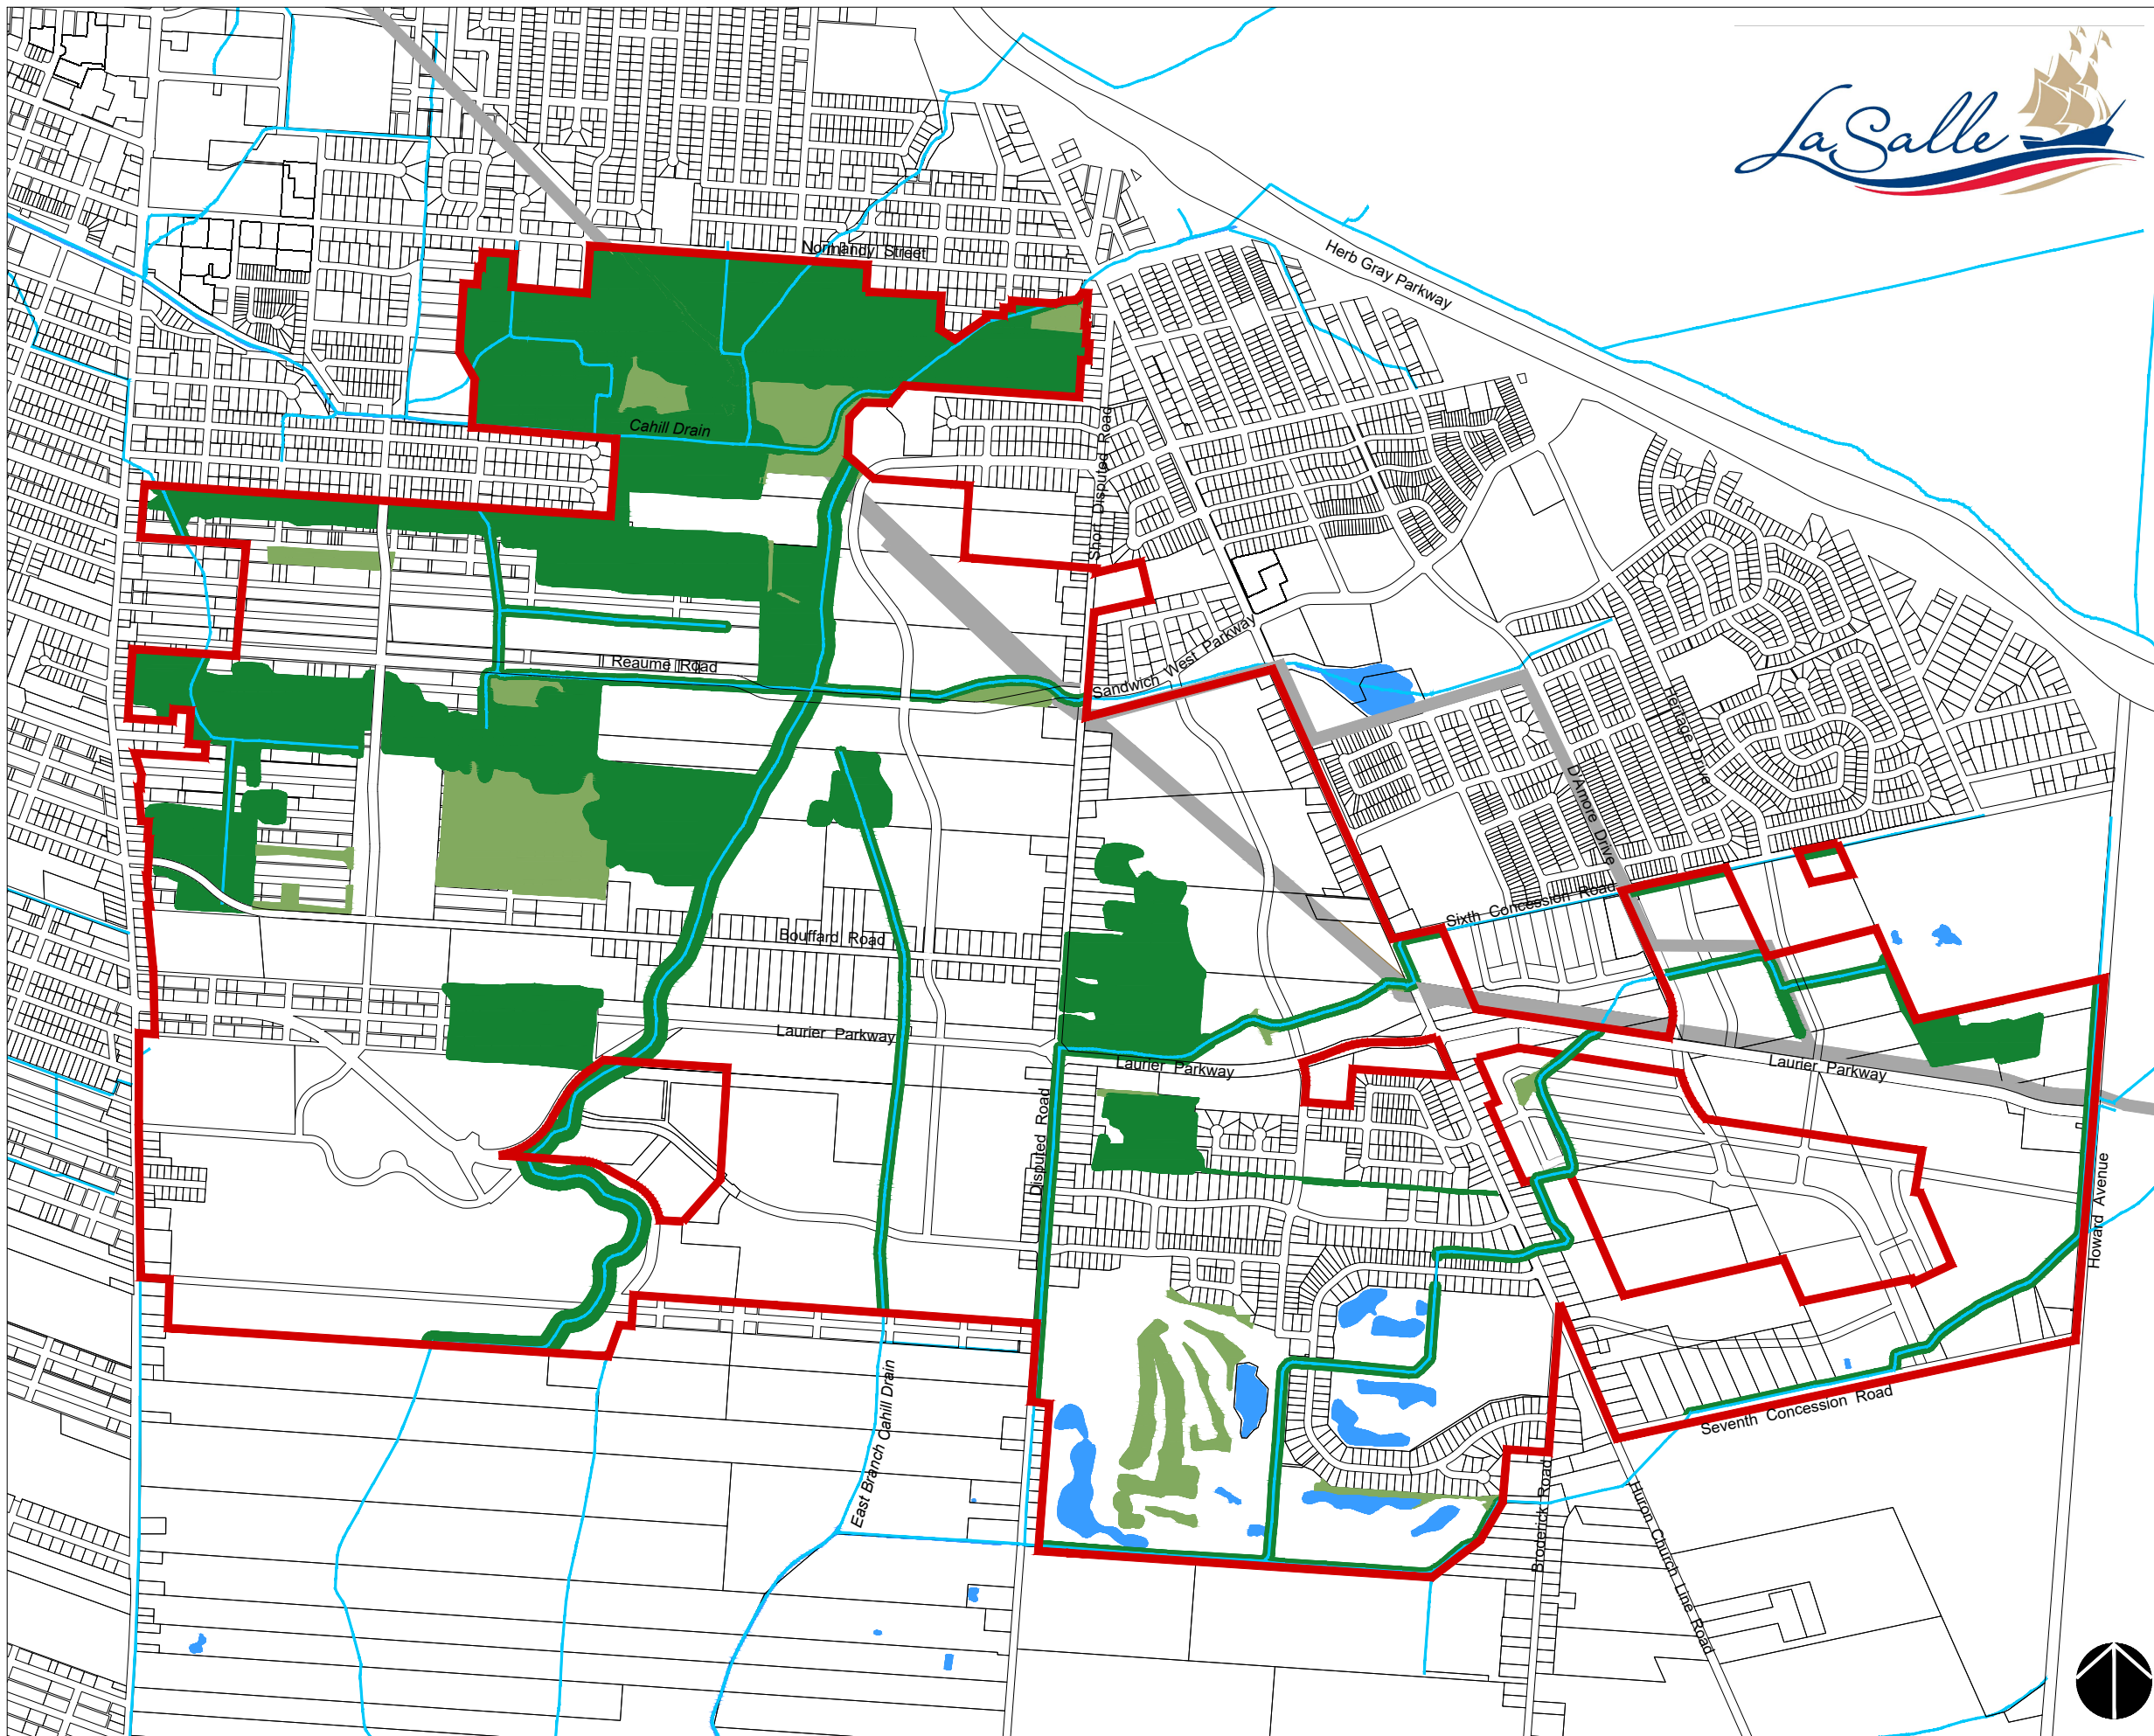 LaSalle
Normandy Street
Herb Gray Parkway
Cahill Drain
Short Disputed Road
Reaume Road
Sandwich West Parkway
Heritage Drive
D'Amore Drive
Sixth Concession Road
Bouffard Road
Laurier Parkway
Laurier Parkway
Laurier Parkway
Disputed Road
Howard Avenue
East Branch Cahill Drain
Seventh Concession Road
Broderick Road
Huron Church Line Road